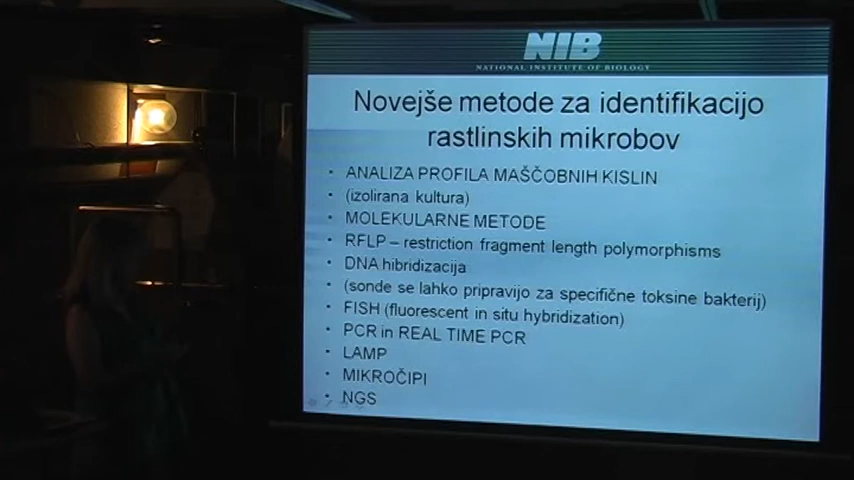 NIB
NATIONAL INSTITUTE OF BIOLOGY
Novejše metode za identifikacijo
rastlinskih mikrobov
• ANALIZA PROFILA MAŠČOBNIH KISLIN
• (izolirana kultura)
• MOLEKULARNE METODE
• RFLP – restriction fragment length polymorphisms
• DNA hibridizacija
• (sonde se lahko pripravijo za specifične toksine bakterij)
• FISH (fluorescent in situ hybridization)
• PCR in REAL TIME PCR
• LAMP
• MIKROČIPI
• NGS